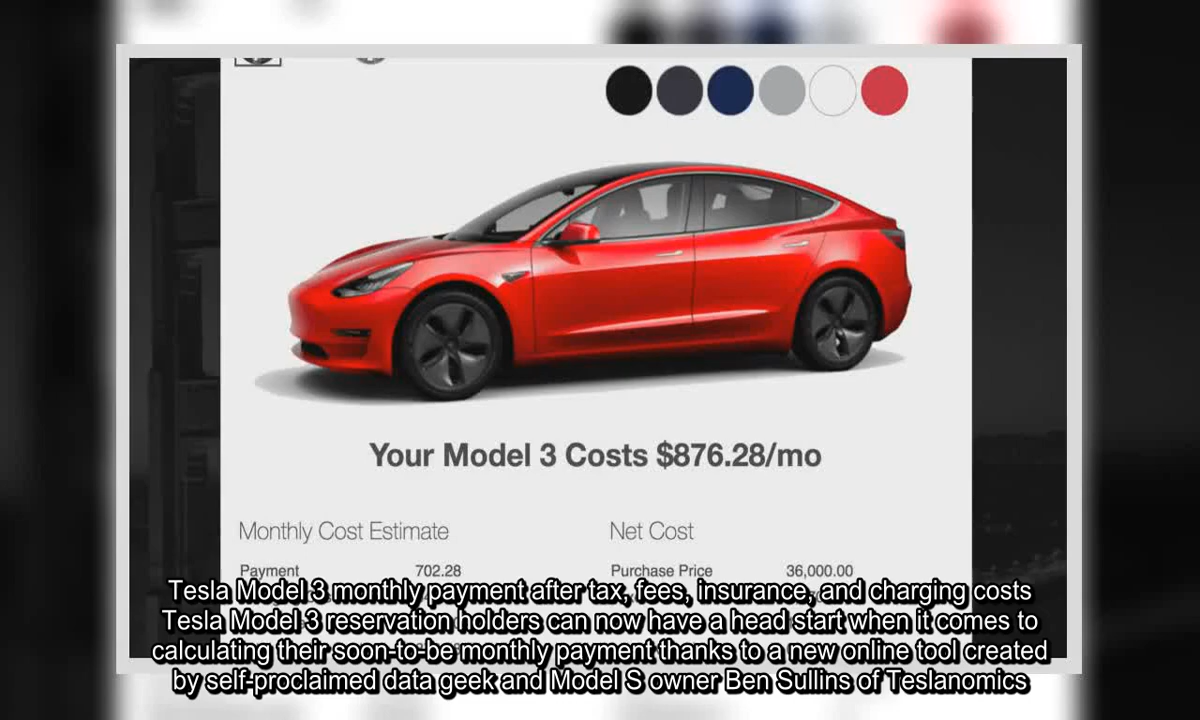 Your Model 3 Costs $876.28/mo
Monthly Cost Estimate Net Cost
Payment 702.28 Purchase Price 36,000.00
Tesla Model 3 monthly payment after tax, fees, insurance, and charging costs
Tesla Model 3 reservation holders can now have a head start when it comes to
calculating their soon-to-be monthly payment thanks to a new online tool created
by self-proclaimed data geek and Model S owner Ben Sullins of Teslanomics